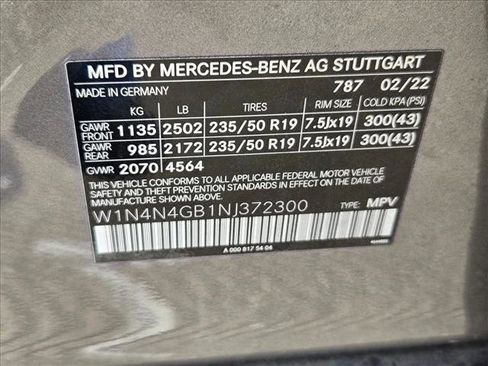 MFD BY MERCEDES-BENZ AG STUTTGART
MADE IN GERMANY 787 02/22
KG LB TIRES RIM SIZE COLD KPA(PSI)
GAWR FRONT 1135 2502 235/50 R19 7.5Jx19 300(43)
GAWR REAR 985 2172 235/50 R19 7.5Jx19 300(43)
GVWR 2070 4564
THIS VEHICLE CONFORMS TO ALL APPLICABLE FEDERAL MOTOR VEHICLE
SAFETY AND THEFT PREVENTION STANDARDS IN EFFECT ON THE DATE OF
MANUFACTURE SHOWN ABOVE.
W1N4N4GB1NJ372300 TYPE: MPV
A 000 817 54 06